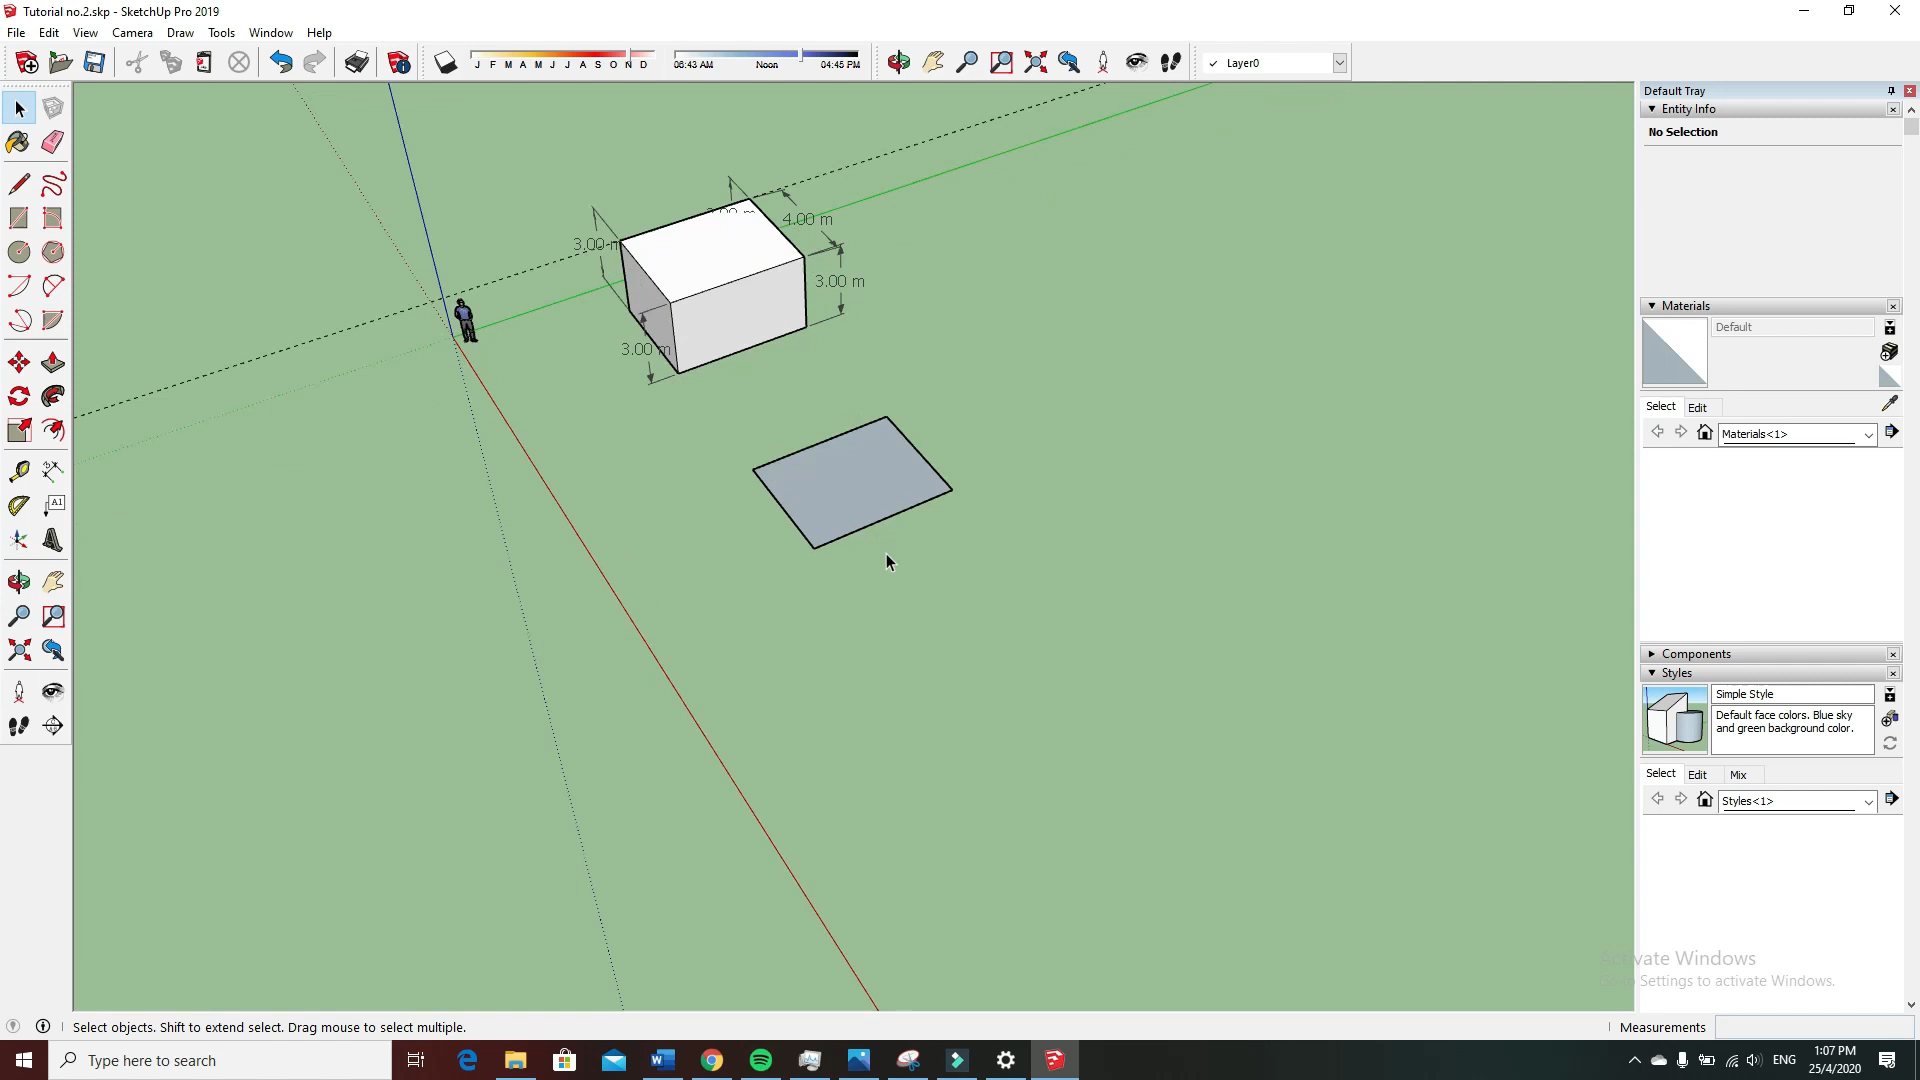 Tutorial no.2.skp - SketchUp Pro 2019
File Edit View Camera Draw Tools Window Help
J F M A M J J A S O N D
06:43 AM Noon 04:45 PM
Layer0
Default Tray
Entity Info
No Selection
4.00 m
3.00 m
3.00 m
3.00 m
A1
Materials
Default
Select Edit
Materials<1>
Components
Styles
Simple Style
Default face colors. Blue sky
and green background color.
Select Edit Mix
Styles<1>
Activate Windows
Settings to activate Windows.
Select objects. Shift to extend select. Drag mouse to select multiple.
Measurements
Type here to search
ENG
1:07 PM
25/4/2020